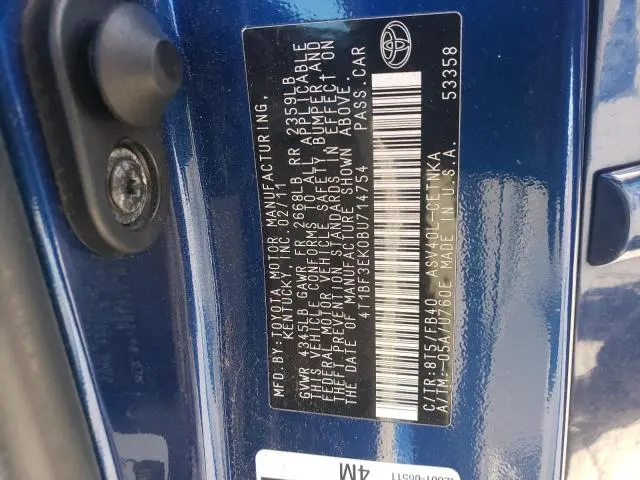 MFD. BY: TOYOTA MOTOR MANUFACTURING,
KENTUCKY, INC. 02/11
GVWR 4345LB GAWR FR 2668LB RR 2359LB
THIS VEHICLE CONFORMS TO ALL APPLICABLE
FEDERAL MOTOR VEHICLE SAFETY, BUMPER, AND
THEFT PREVENTION STANDARDS IN EFFECT ON
THE DATE OF MANUFACTURE SHOWN ABOVE.
4T1BF3EK0BU714754 PASS. CAR
C/TR: 8T5/FB40 ASV40L-CETNKA
A/TM: -05A/U760E MADE IN U.S.A.
53358
4M